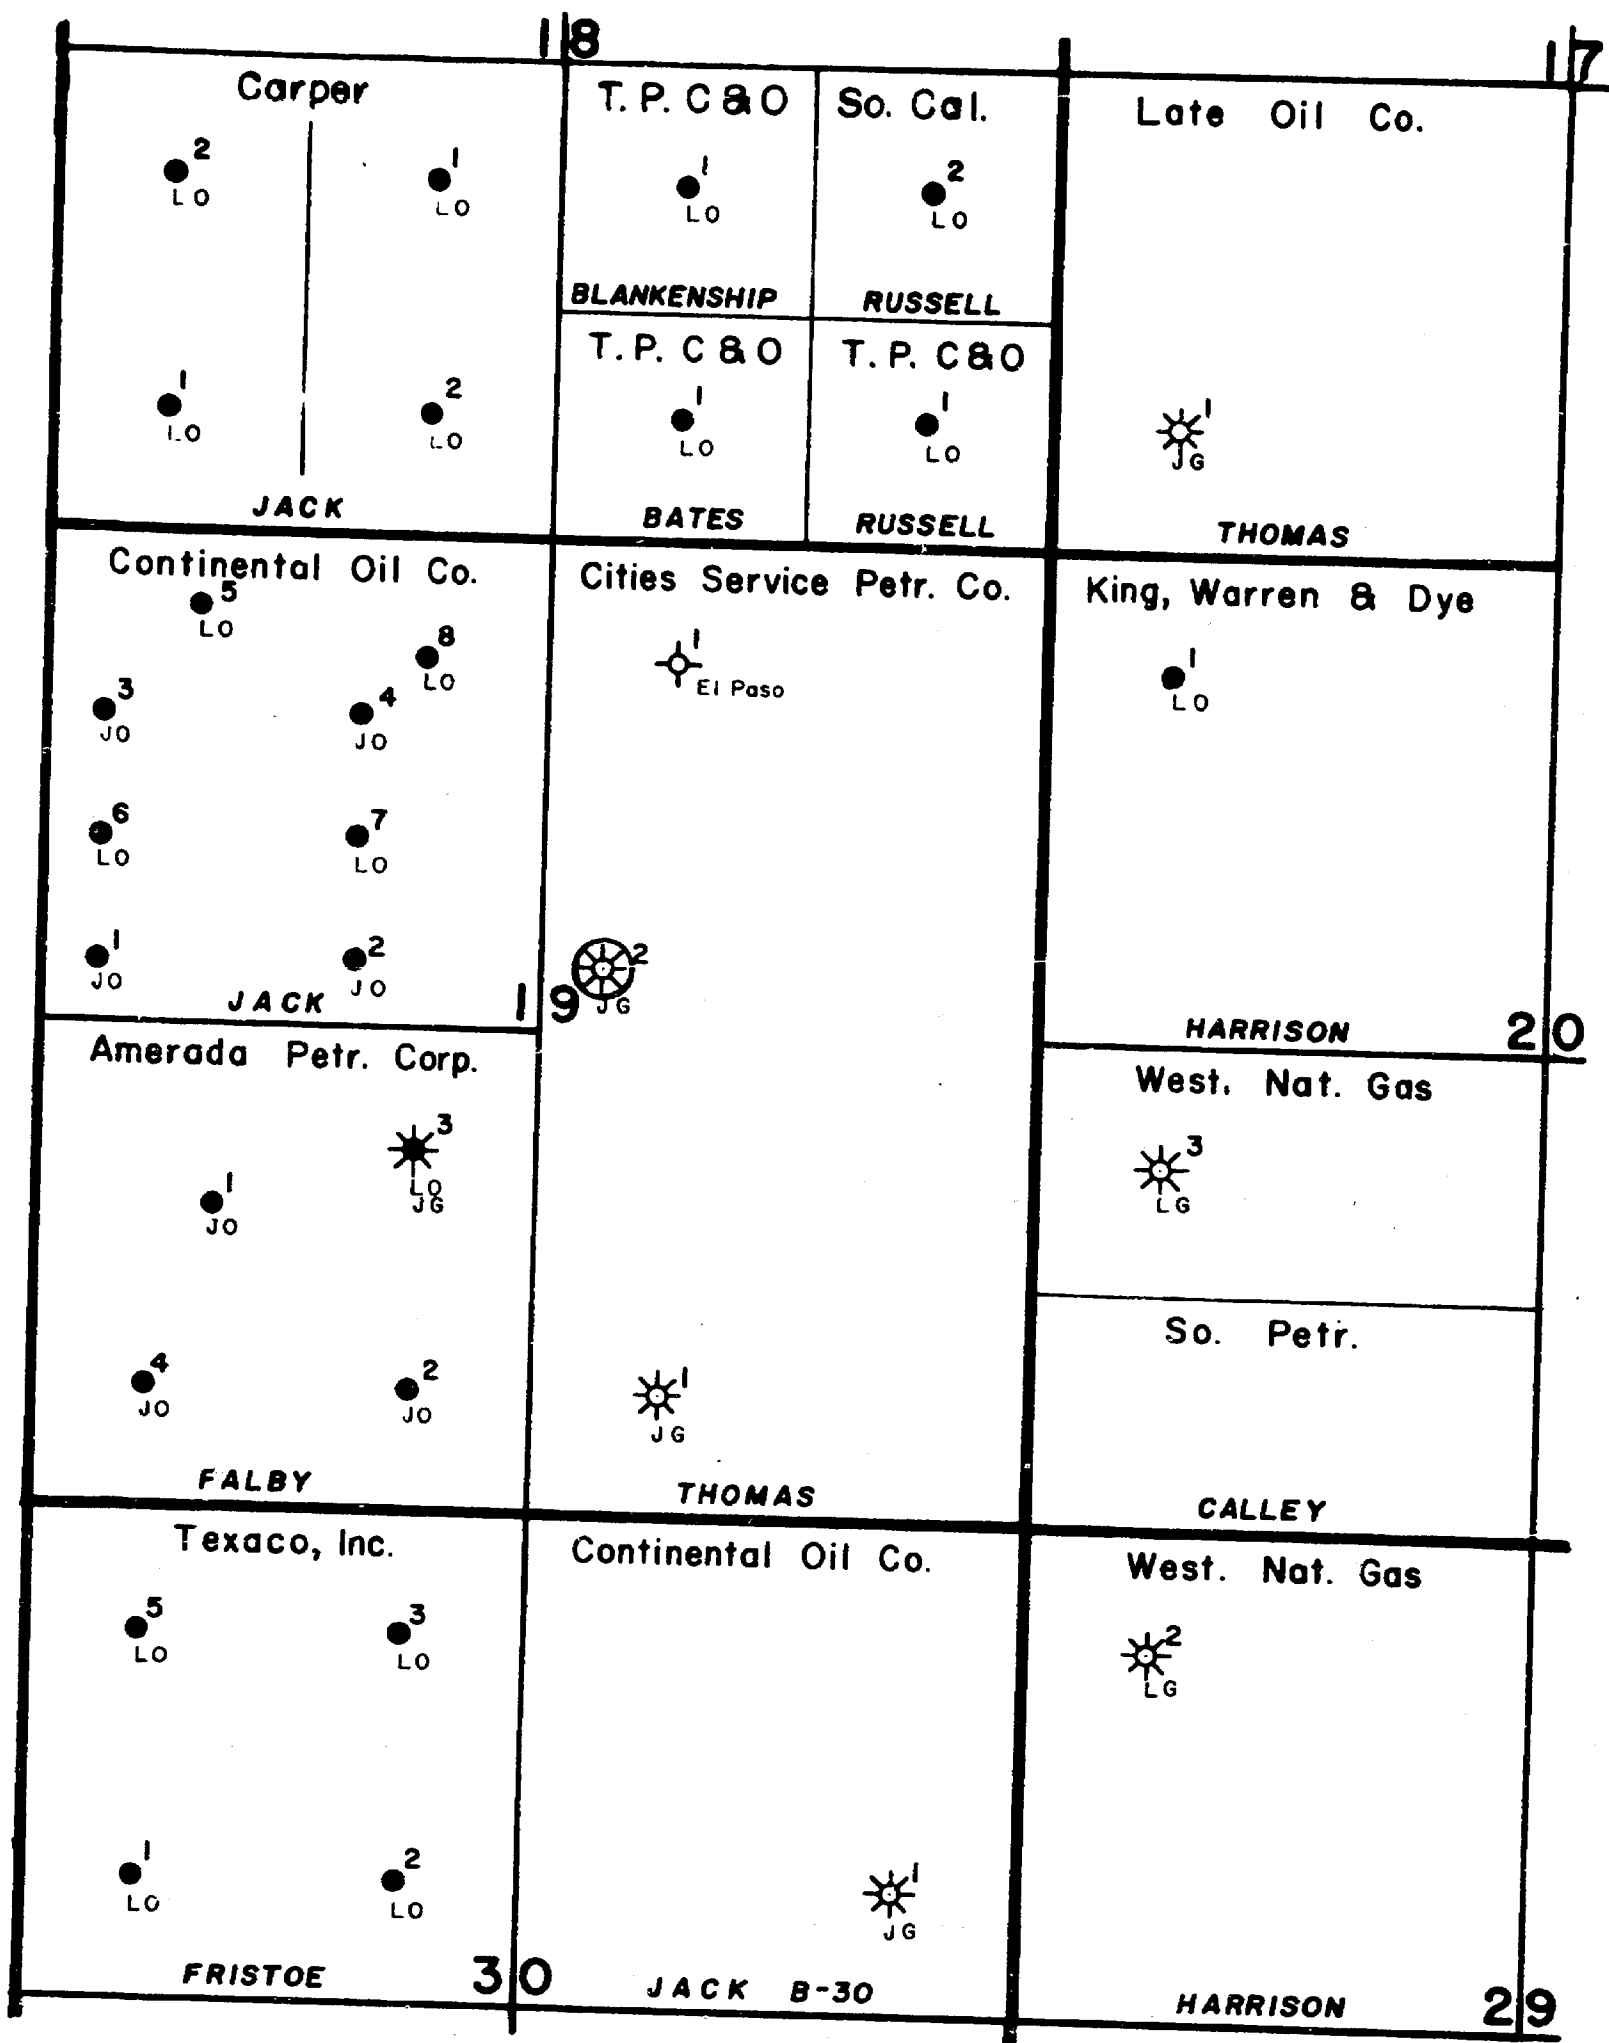 18
17
Carper
2
LO
1
LO
1
LO
2
LO
JACK
T. P. C & O
1
LO
BLANKENSHIP
So. Cal.
2
LO
RUSSELL
T. P. C & O
1
LO
BATES
T. P. C & O
1
LO
RUSSELL
Late Oil Co.
1
JG
THOMAS
Continental Oil Co.
5
LO
8
LO
3
JO
4
JO
6
LO
7
LO
1
JO
2
JO
JACK
19
Cities Service Petr. Co.
1
El Paso
2
JG
1
JG
THOMAS
King, Warren & Dye
1
LO
HARRISON
20
Amerada Petr. Corp.
3
LO
JG
1
JO
4
JO
2
JO
FALBY
West. Nat. Gas
3
LG
So. Petr.
CALLEY
Texaco, Inc.
5
LO
3
LO
1
LO
2
LO
FRISTOE
30
Continental Oil Co.
1
JG
JACK B-30
West. Nat. Gas
2
LG
HARRISON
29